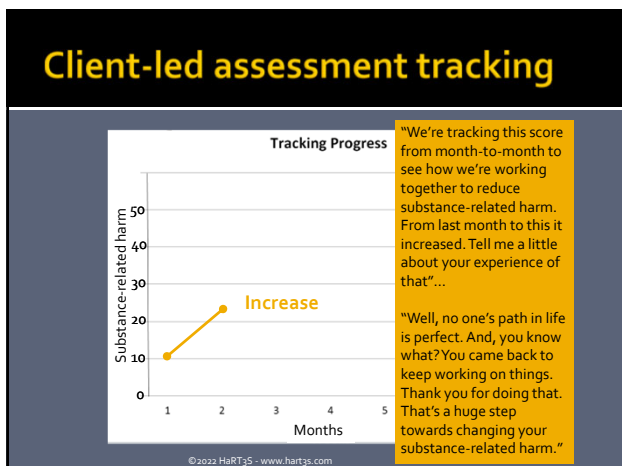 Client-led assessment tracking
Tracking Progress
Substance-related harm
50
40
30
20
10
0
Increase
1 2 3 4 5
Months
"We're tracking this score
from month-to-month to
see how we're working
together to reduce
substance-related harm.
From last month to this it
increased. Tell me a little
about your experience of
that"...
"Well, no one's path in life
is perfect. And, you know
what? You came back to
keep working on things.
Thank you for doing that.
That's a huge step
towards changing your
substance-related harm."
©2022 HaRT3S - www.hart3s.com